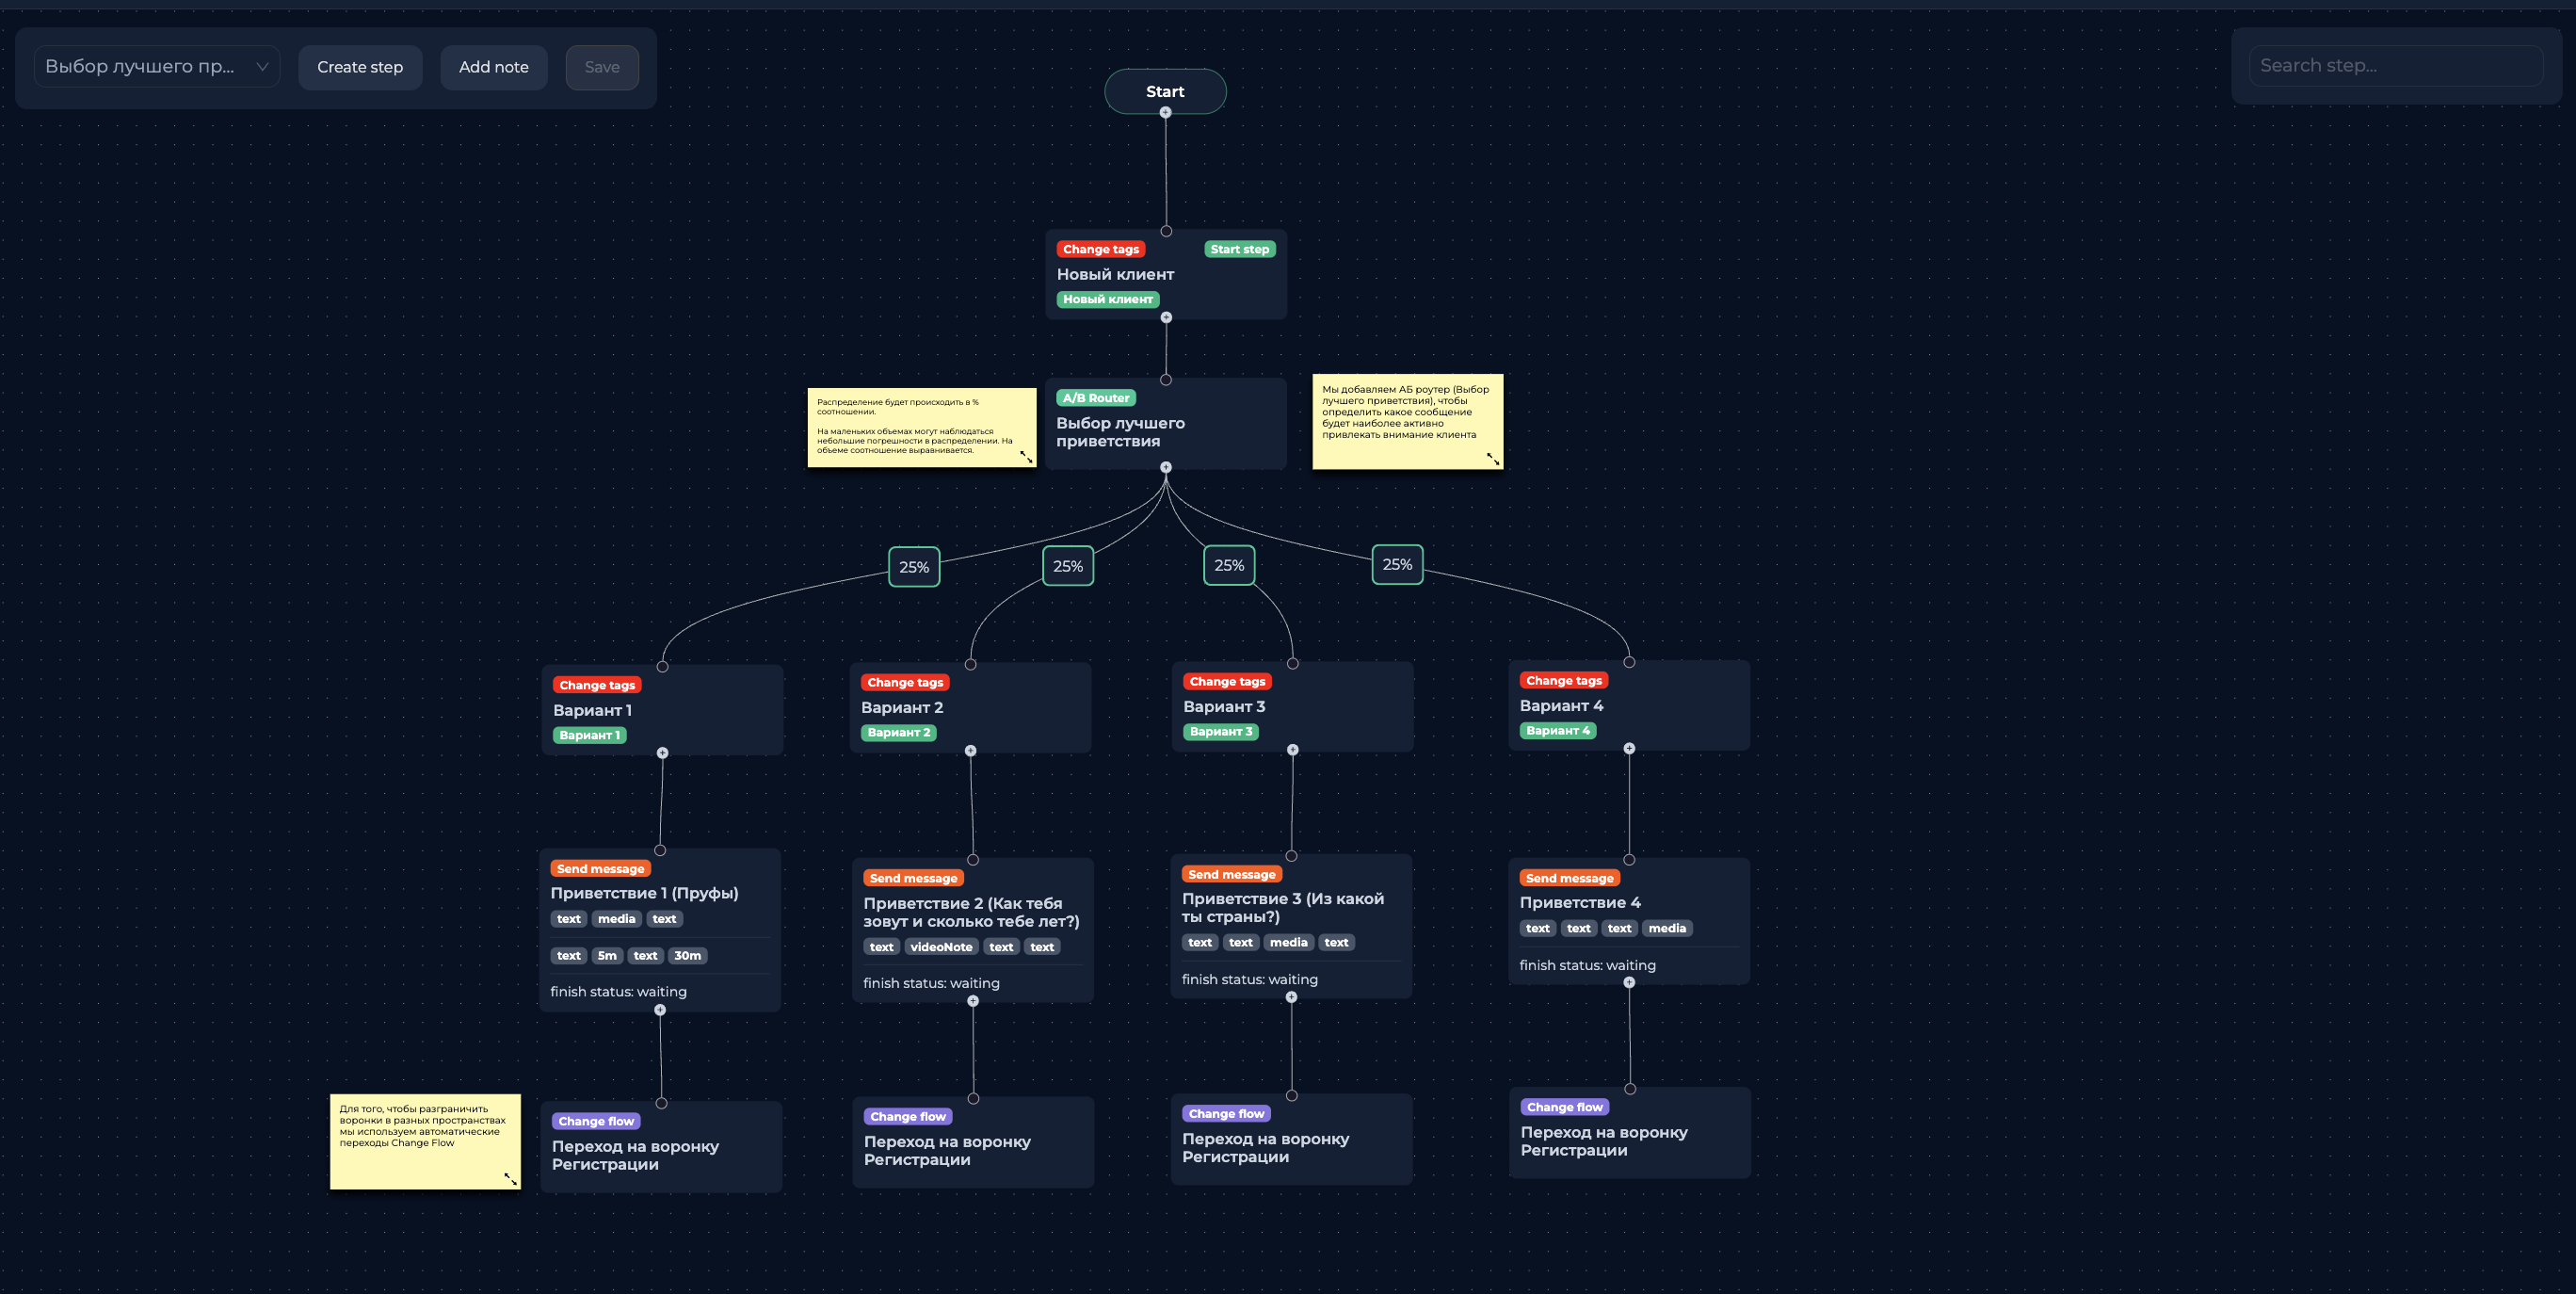 Выбор лучшего пр...
Create step
Add note
Save
Search step...
Start
Change tags
Start step
Новый клиент
Новый клиент
Распределение будет происходить в %
соотношении.
На маленьких объемах могут наблюдаться
небольшие погрешности в распределении. На
объеме соотношение выравнивается.
A/B Router
Выбор лучшего
приветствия
Мы добавляем АБ роутер (Выбор
лучшего приветствия), чтобы
определить какое сообщение
будет наиболее активно
привлекать внимание клиента
25%
25%
25%
25%
Change tags
Вариант 1
Вариант 1
Change tags
Вариант 2
Вариант 2
Change tags
Вариант 3
Вариант 3
Change tags
Вариант 4
Вариант 4
Send message
Приветствие 1 (Пруфы)
text media text
text 5m text 30m
finish status: waiting
Send message
Приветствие 2 (Как тебя
зовут и сколько тебе лет?)
text videoNote text text
finish status: waiting
Send message
Приветствие 3 (Из какой
ты страны?)
text text media text
finish status: waiting
Send message
Приветствие 4
text text text media
finish status: waiting
Для того, чтобы разграничить
воронки в разных пространствах
мы используем автоматические
переходы Change Flow
Change flow
Переход на воронку
Регистрации
Change flow
Переход на воронку
Регистрации
Change flow
Переход на воронку
Регистрации
Change flow
Переход на воронку
Регистрации